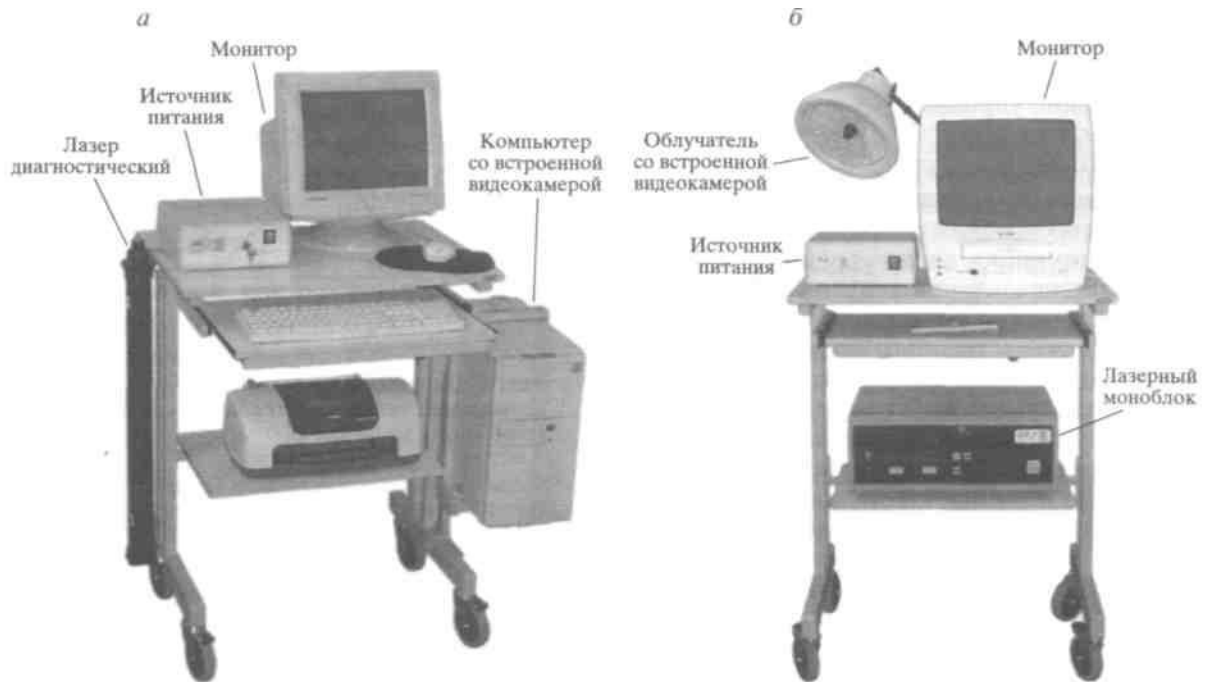 а
Монитор
Источник
питания
Лазер
диагностический
Компьютер
со встроенной
видеокамерой
б
Монитор
Облучатель
со встроенной
видеокамерой
Источник
питания
Лазерный
моноблок